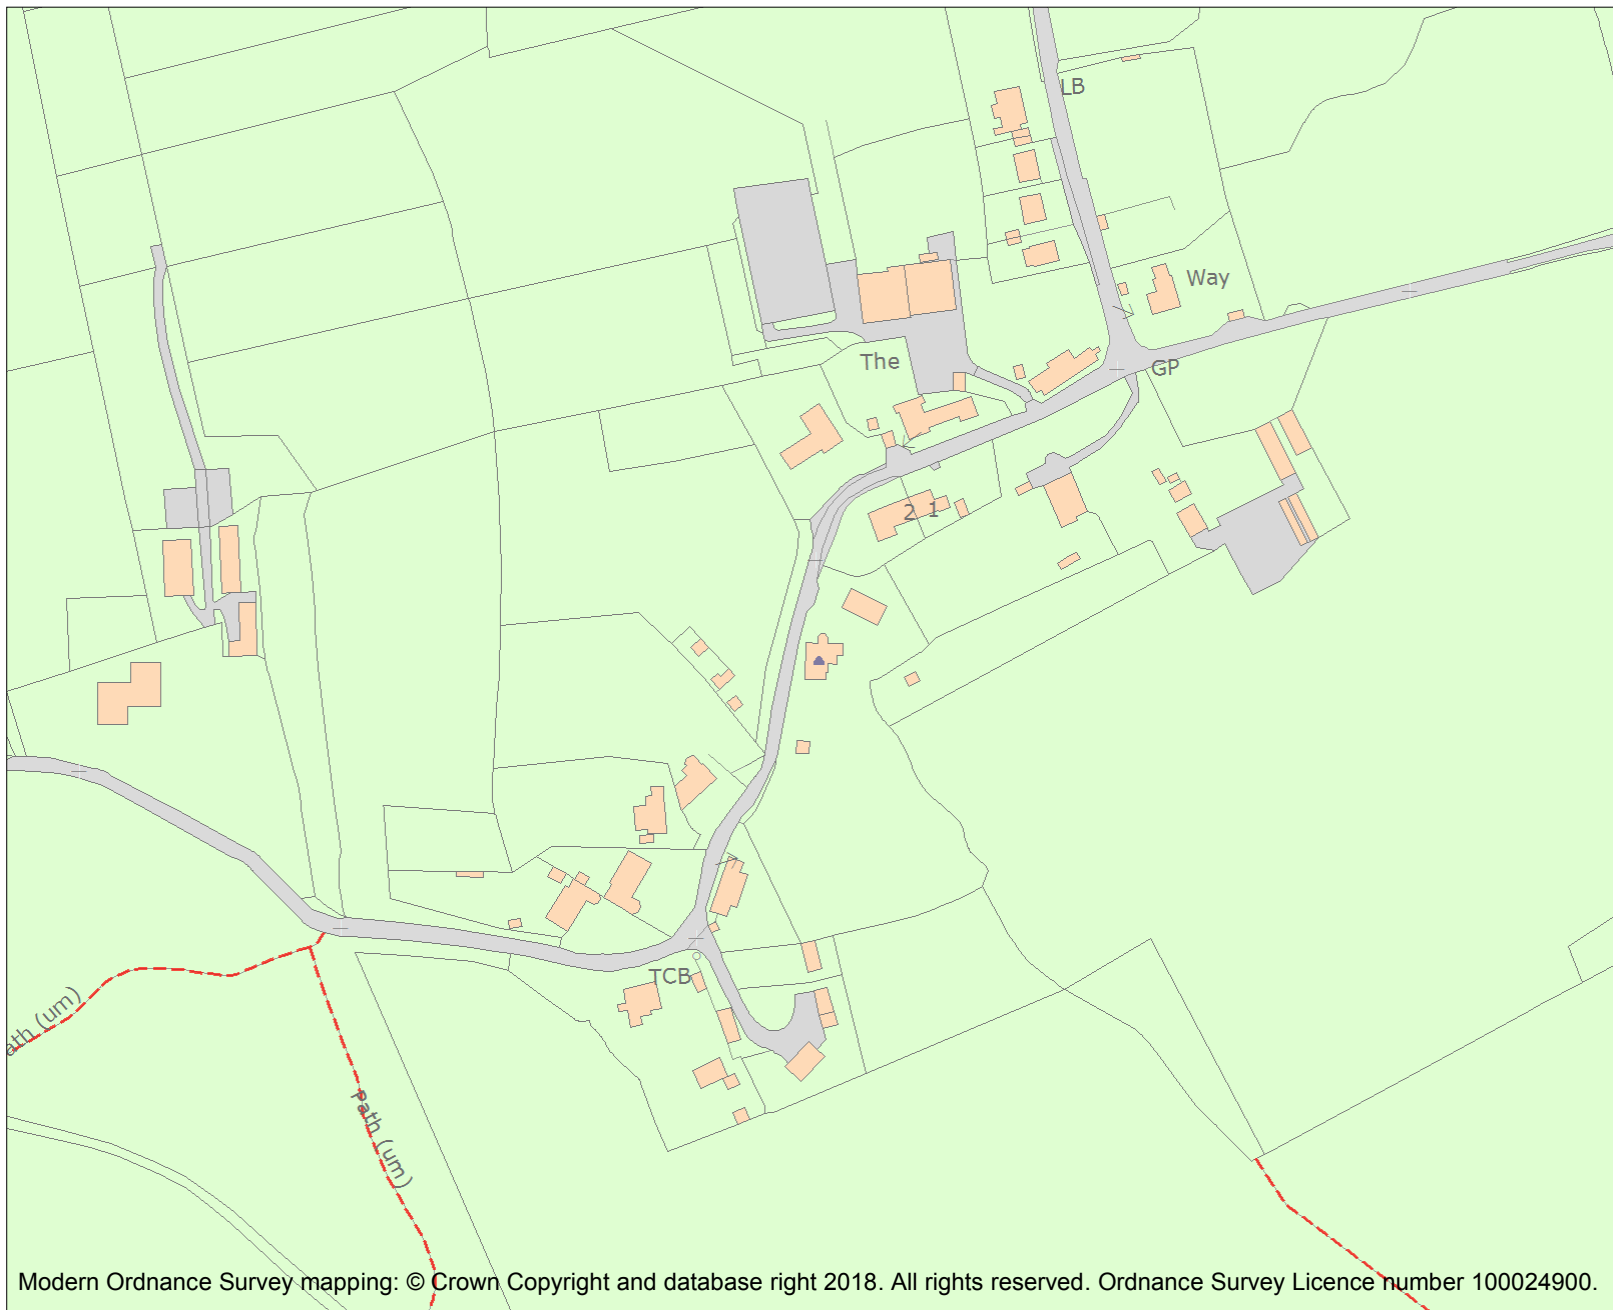 LB
Way
The
GP
2 1
TCB
ath (um)
Path (um)
Modern Ordnance Survey mapping: © Crown Copyright and database right 2018. All rights reserved. Ordnance Survey Licence number 100024900.